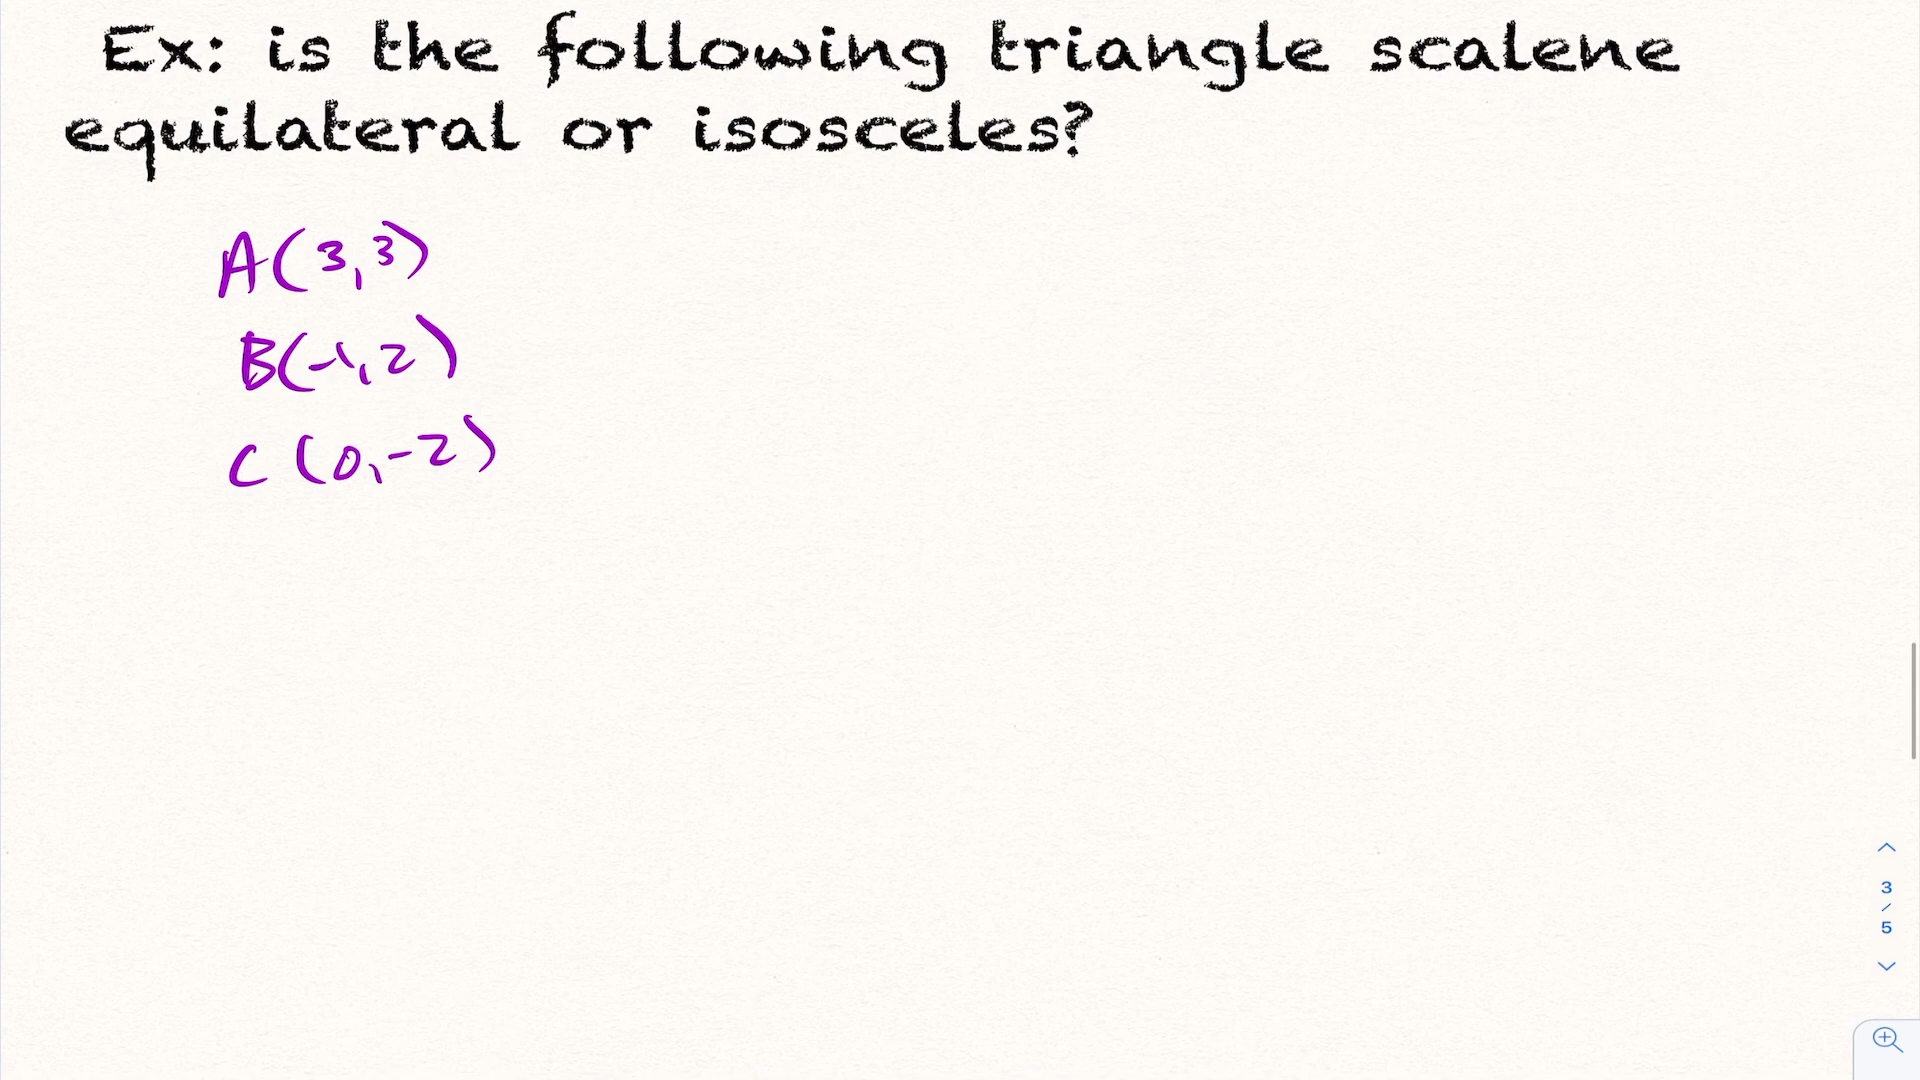 Ex: is the following triangle scalene
equilateral or isosceles?
A(3,3)
B(-1,2)
C(0,-2)
3
/
5